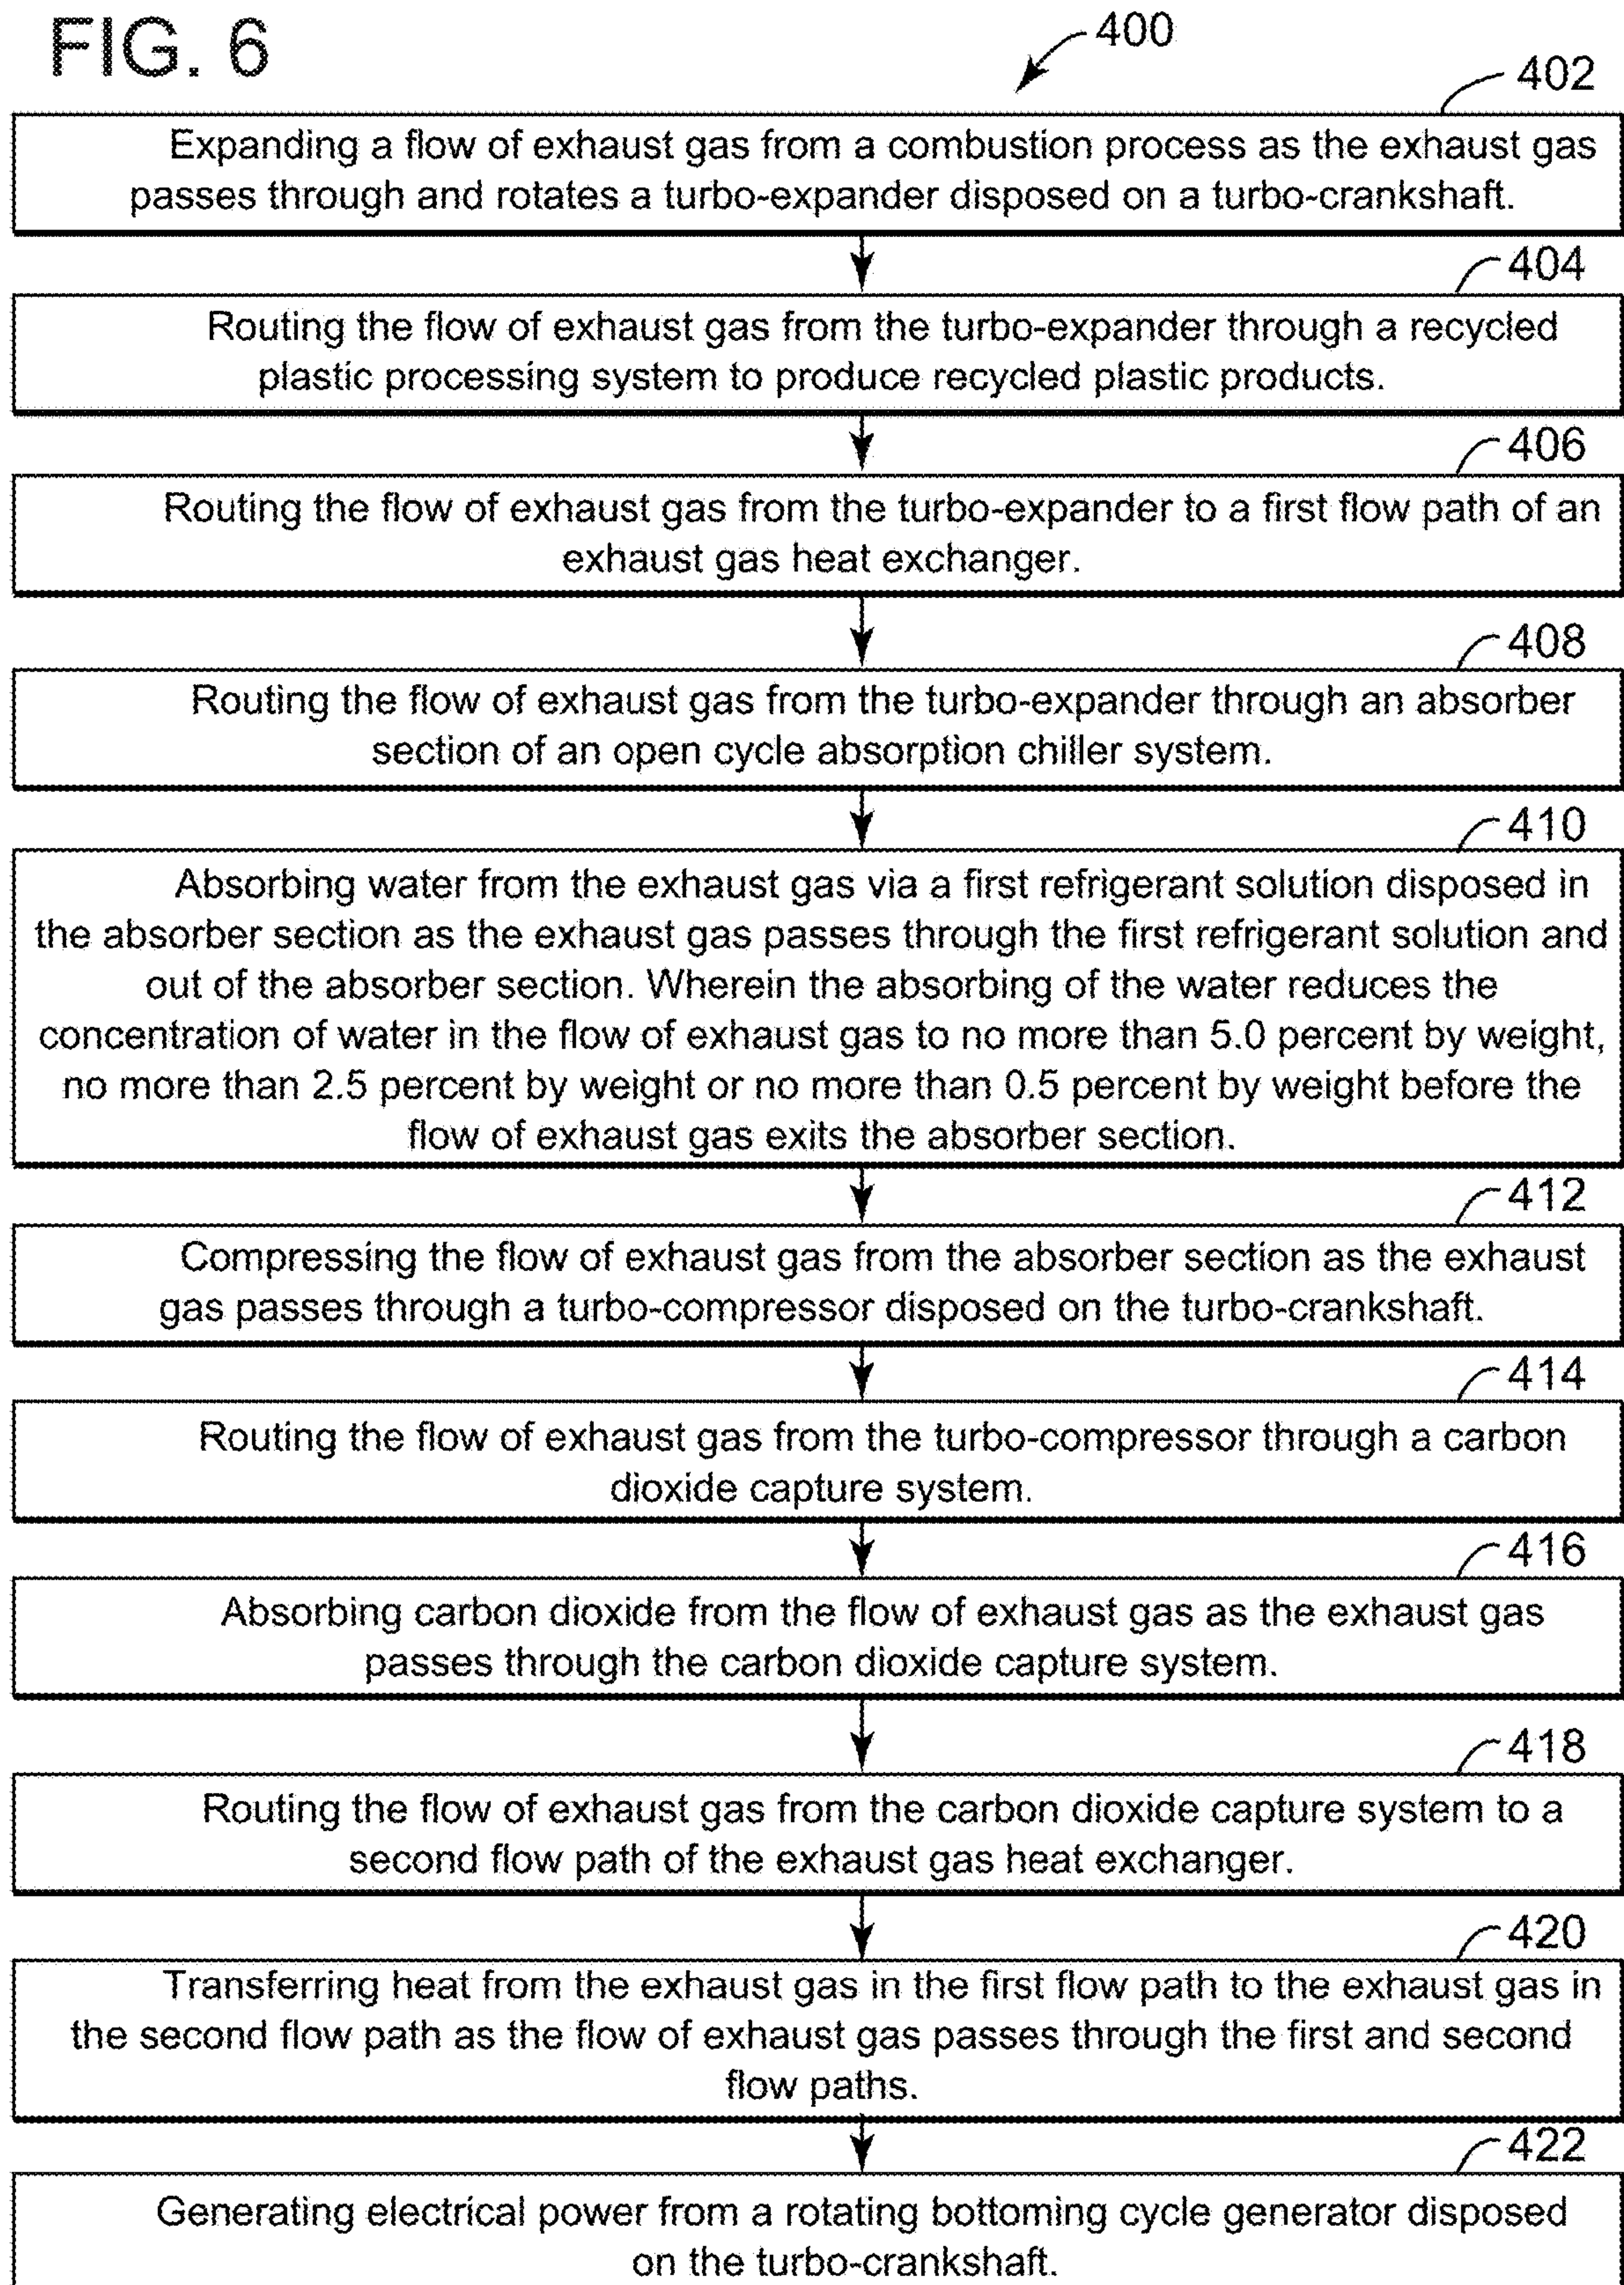 FIG. 6
400
402
Expanding a flow of exhaust gas from a combustion process as the exhaust gas
passes through and rotates a turbo-expander disposed on a turbo-crankshaft.
404
Routing the flow of exhaust gas from the turbo-expander through a recycled
plastic processing system to produce recycled plastic products.
406
Routing the flow of exhaust gas from the turbo-expander to a first flow path of an
exhaust gas heat exchanger.
408
Routing the flow of exhaust gas from the turbo-expander through an absorber
section of an open cycle absorption chiller system.
410
Absorbing water from the exhaust gas via a first refrigerant solution disposed in
the absorber section as the exhaust gas passes through the first refrigerant solution and
out of the absorber section. Wherein the absorbing of the water reduces the
concentration of water in the flow of exhaust gas to no more than 5.0 percent by weight,
no more than 2.5 percent by weight or no more than 0.5 percent by weight before the
flow of exhaust gas exits the absorber section.
412
Compressing the flow of exhaust gas from the absorber section as the exhaust
gas passes through a turbo-compressor disposed on the turbo-crankshaft.
414
Routing the flow of exhaust gas from the turbo-compressor through a carbon
dioxide capture system.
416
Absorbing carbon dioxide from the flow of exhaust gas as the exhaust gas
passes through the carbon dioxide capture system.
418
Routing the flow of exhaust gas from the carbon dioxide capture system to a
second flow path of the exhaust gas heat exchanger.
420
Transferring heat from the exhaust gas in the first flow path to the exhaust gas in
the second flow path as the flow of exhaust gas passes through the first and second
flow paths.
422
Generating electrical power from a rotating bottoming cycle generator disposed
on the turbo-crankshaft.